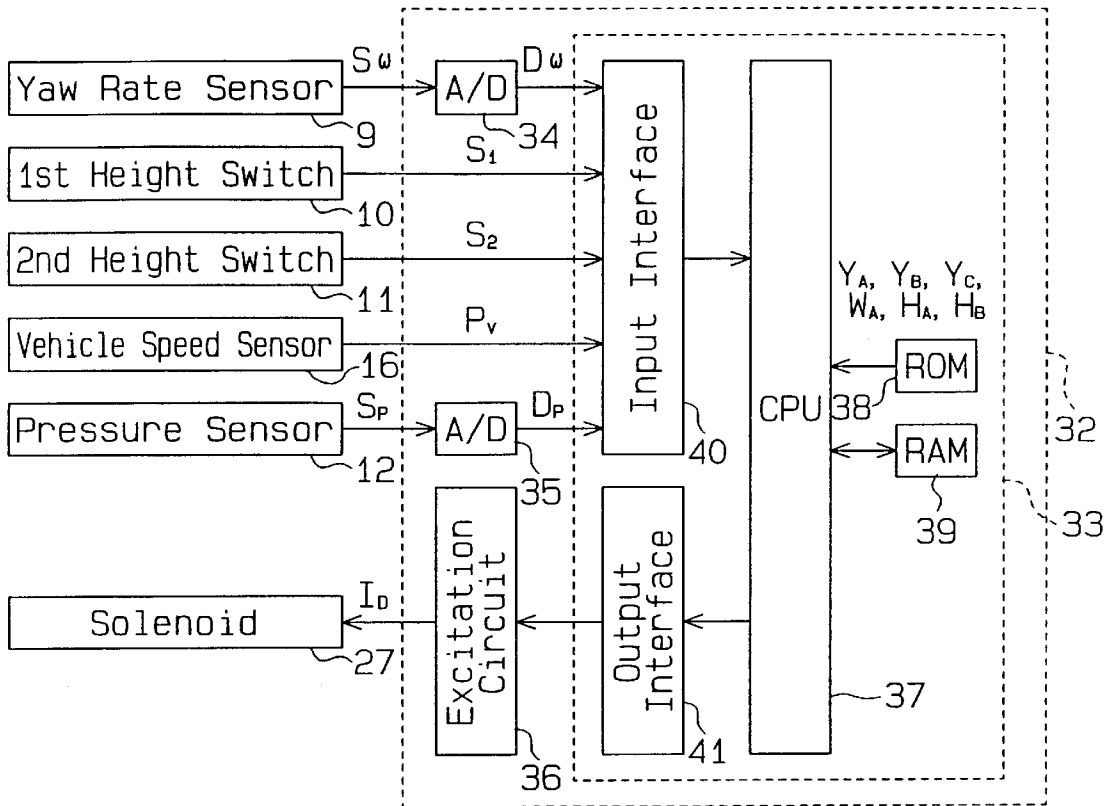 Sω
Dω
Yaw Rate Sensor
A/D
9
34
1st Height Switch
S1
10
2nd Height Switch
S2
11
Vehicle Speed Sensor
Pv
16
Pressure Sensor
SP
A/D
DP
12
35
Input Interface
40
CPU
37
YA, YB, YC,
WA, HA, HB
ROM
38
RAM
39
32
33
Solenoid
ID
27
Excitation
Circuit
36
Output
Interface
41